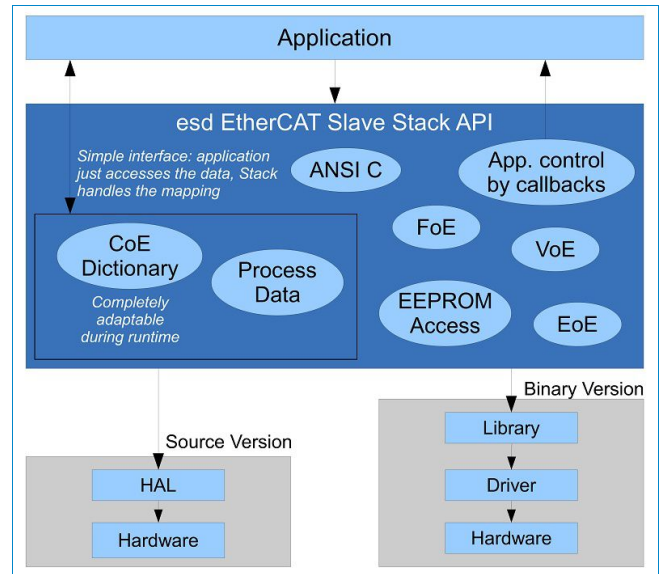 Application
esd EtherCAT Slave Stack API
Simple interface: application
just accesses the data, Stack
handles the mapping
ANSI C
App. control
by callbacks
FoE
VoE
CoE
Dictionary
Process
Data
Completely
adaptable
during runtime
EEPROM
Access
EoE
Binary Version
Library
Source Version
HAL
Driver
Hardware
Hardware